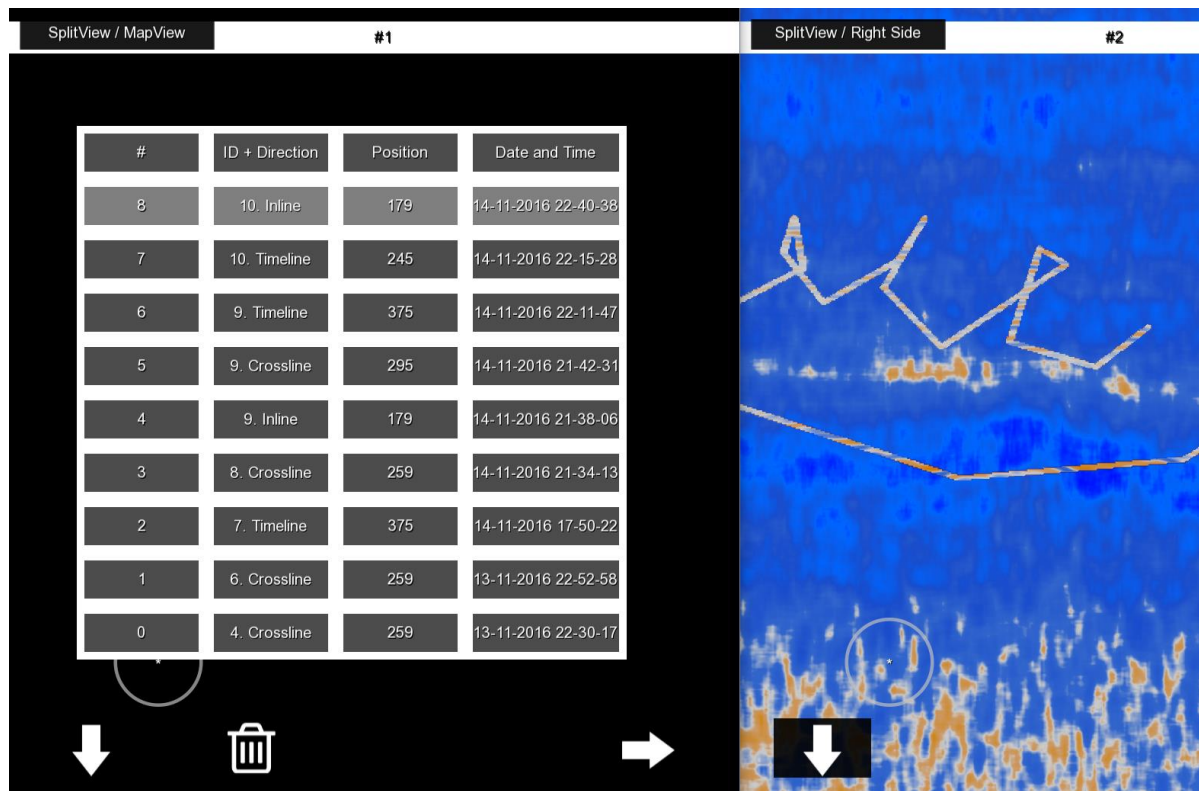 SplitView / MapView #1 SplitView / Right Side #2
# ID + Direction Position Date and Time
8 10. Inline 179 14-11-2016 22-40-38
7 10. Timeline 245 14-11-2016 22-15-28
6 9. Timeline 375 14-11-2016 22-11-47
5 9. Crossline 295 14-11-2016 21-42-31
4 9. Inline 179 14-11-2016 21-38-06
3 8. Crossline 259 14-11-2016 21-34-13
2 7. Timeline 375 14-11-2016 17-50-22
1 6. Crossline 259 13-11-2016 22-52-58
0 4. Crossline 259 13-11-2016 22-30-17